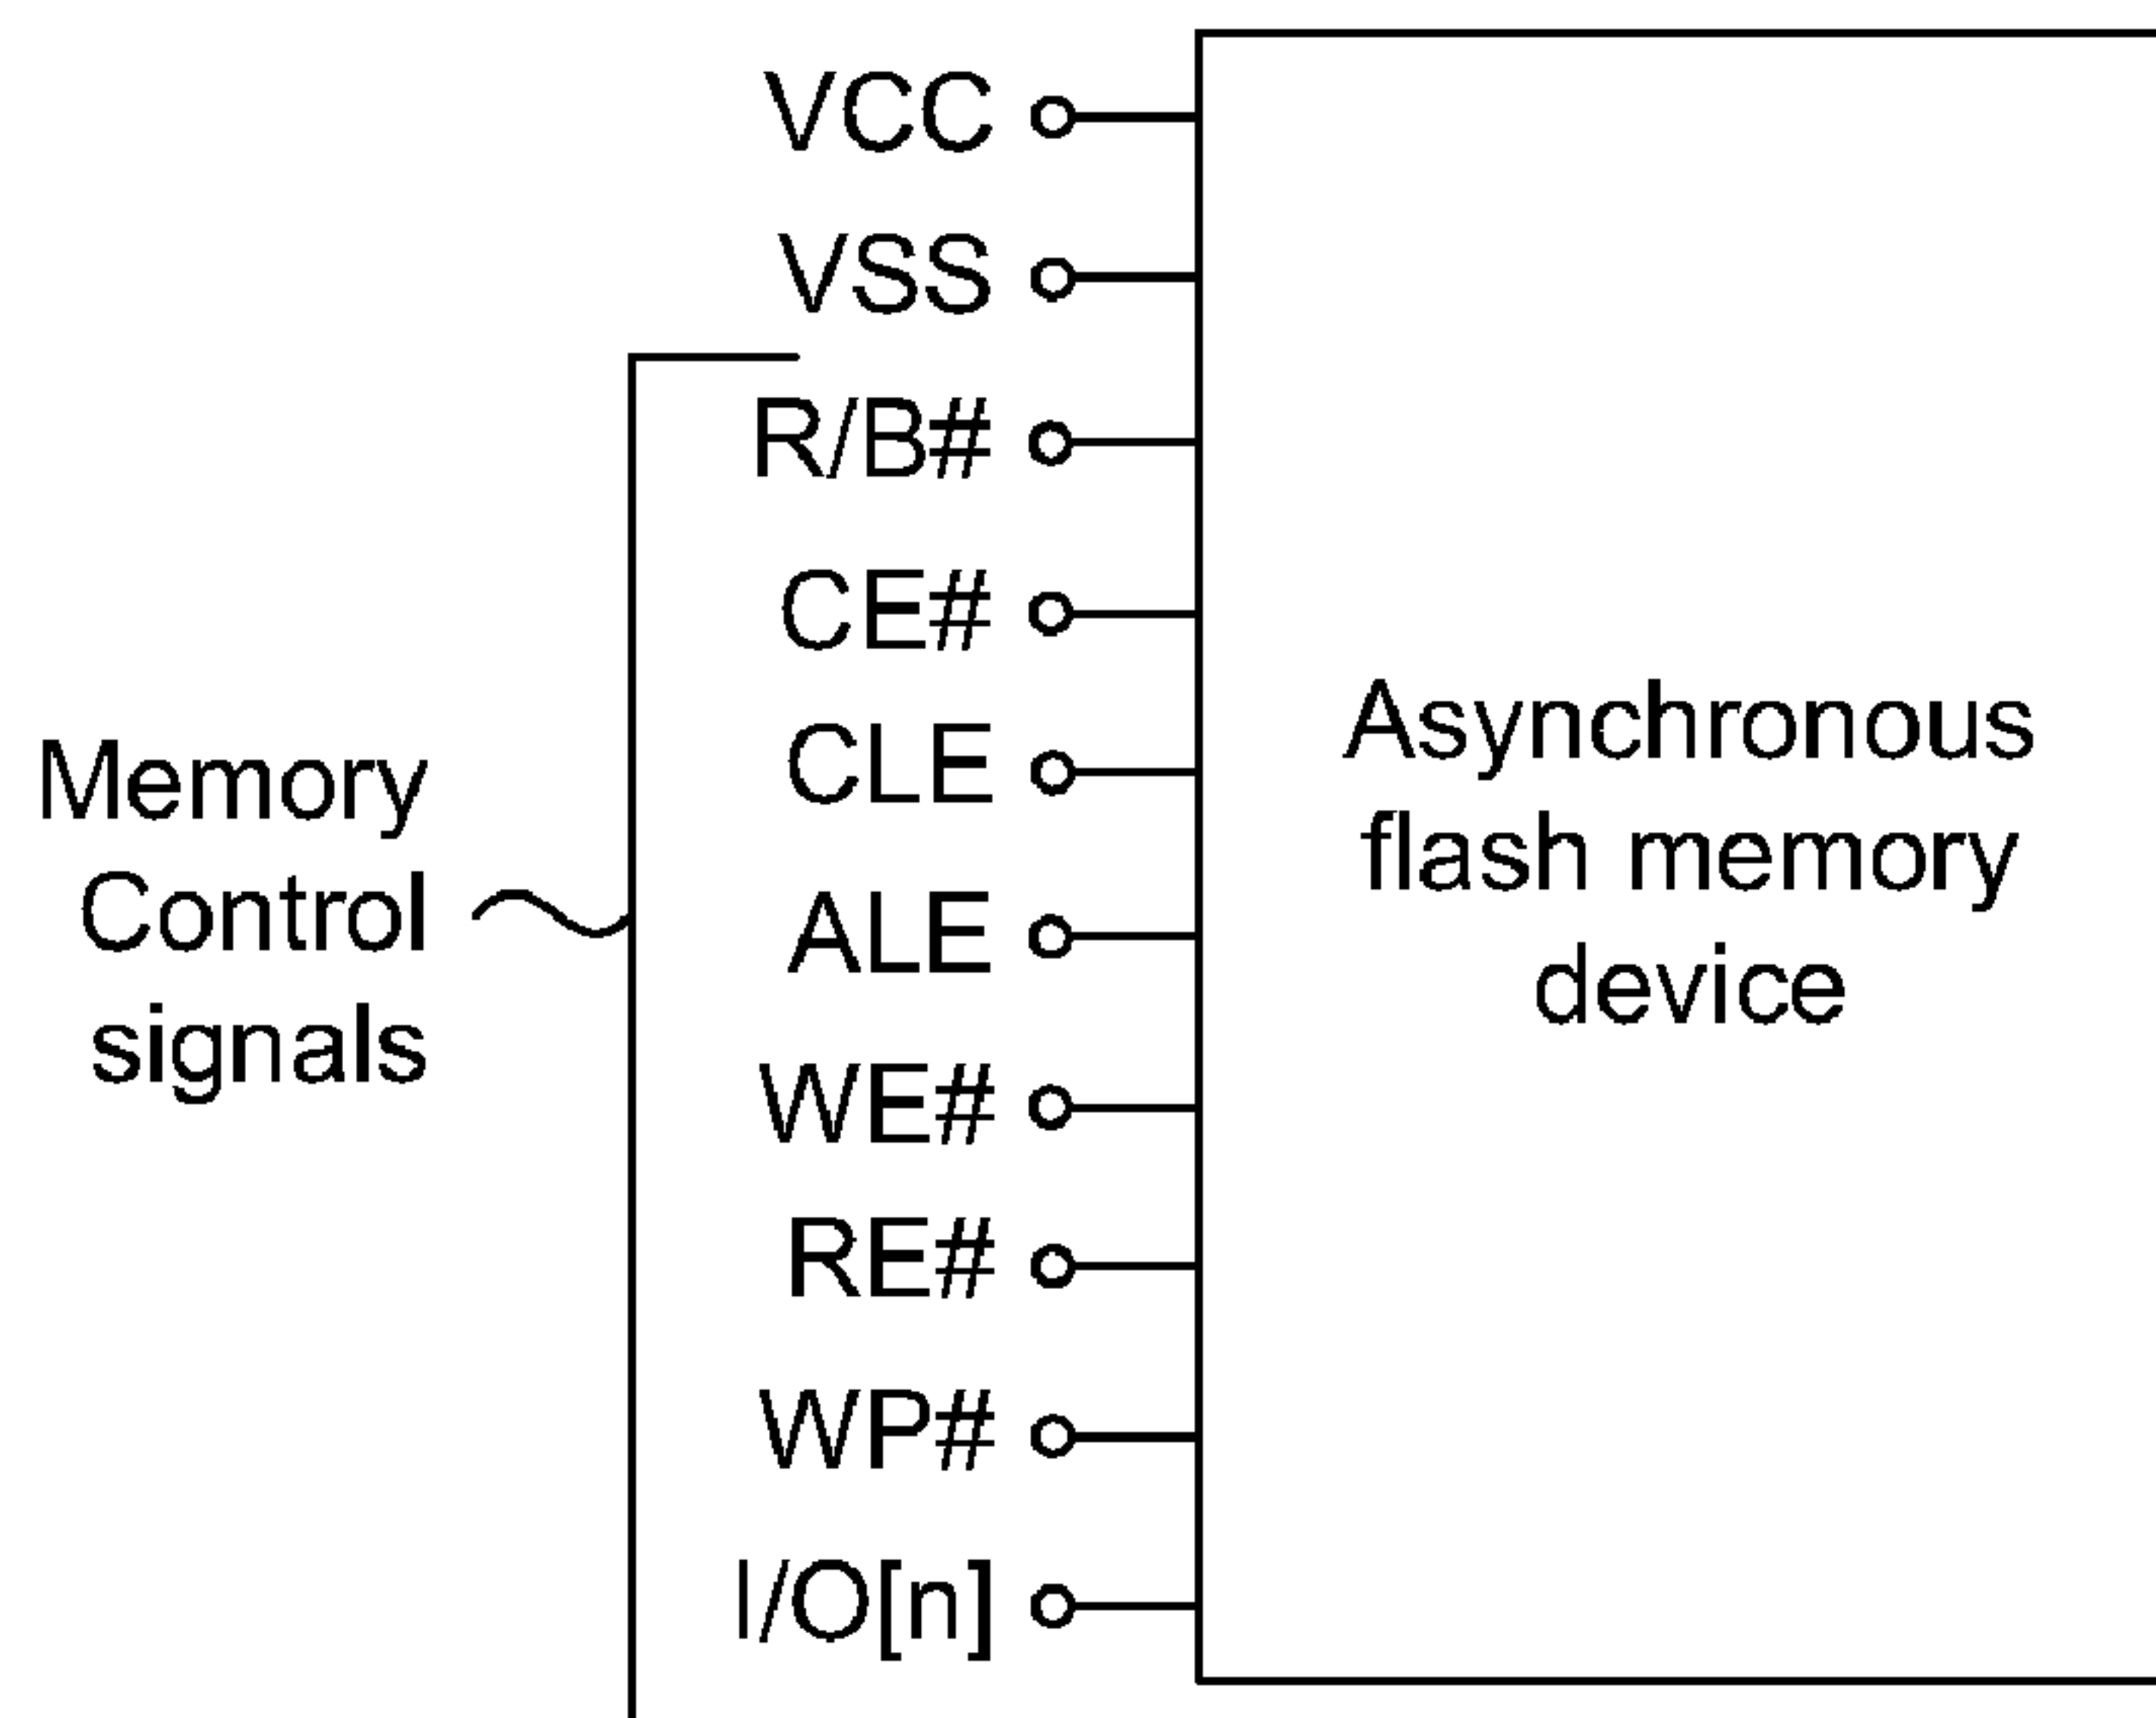 VCC
VSS
R/B#
CE#
CLE
ALE
WE#
RE#
WP#
I/O[n]
Memory
Control
signals
Asynchronous
flash memory
device